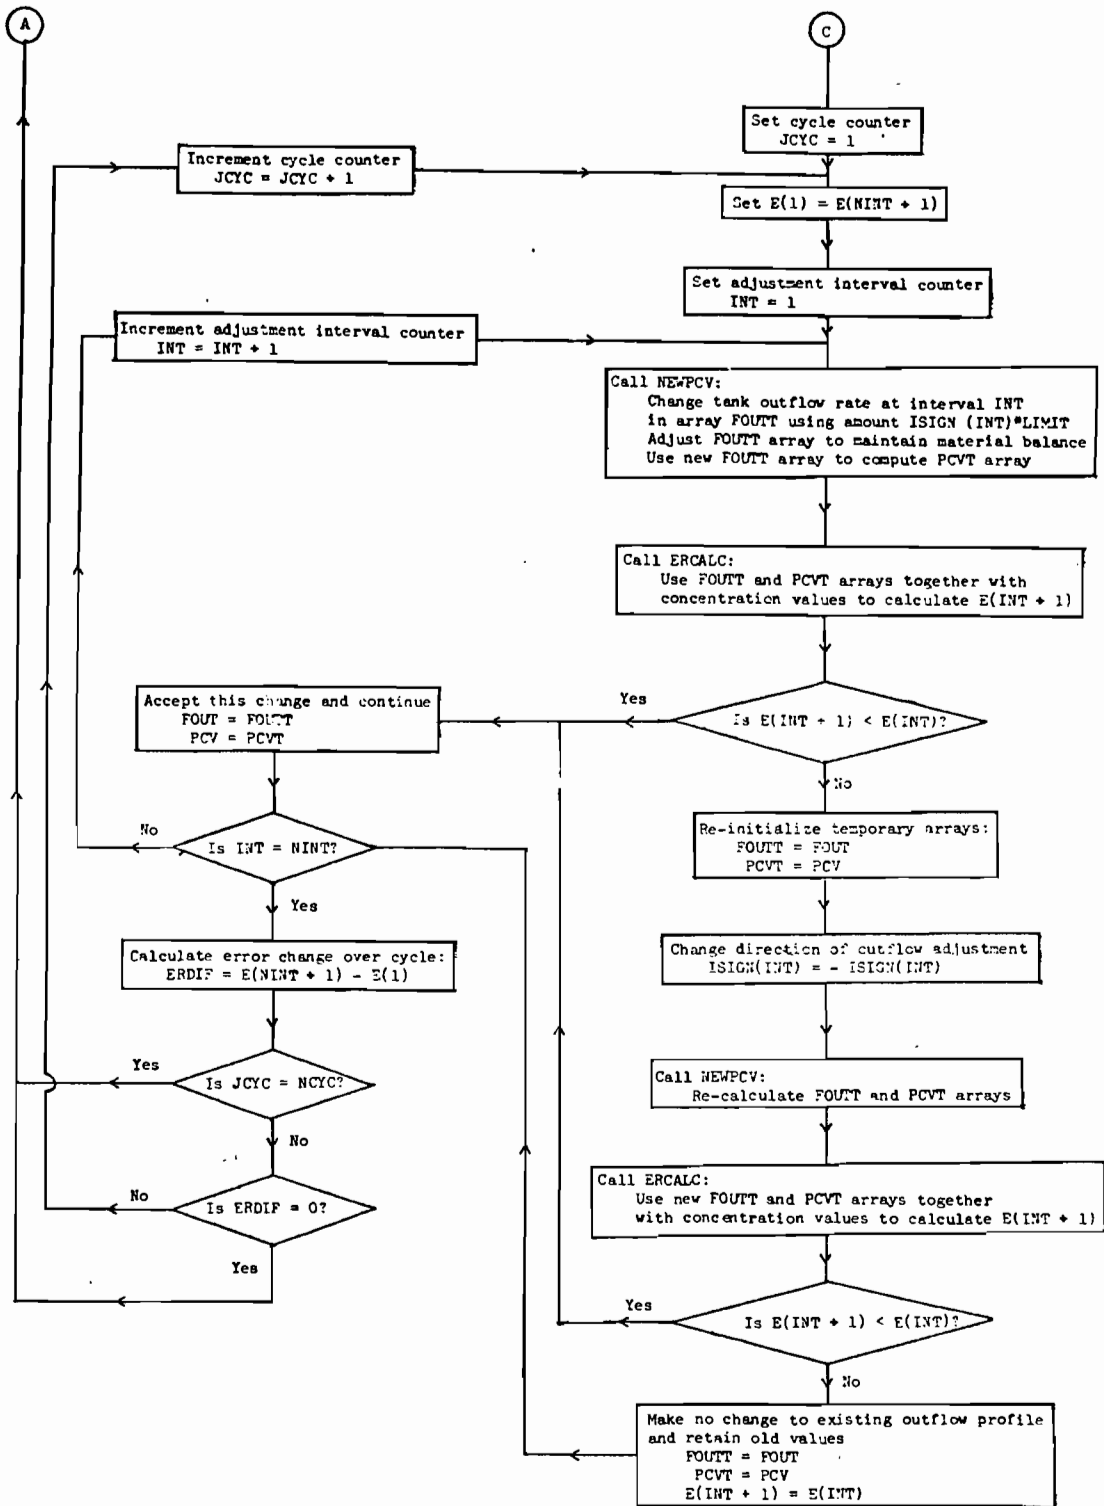 A
C
Set cycle counter
JCYC = 1
Increment cycle counter
JCYC = JCYC + 1
Set E(1) = E(NINT + 1)
Set adjustment interval counter
INT = 1
Increment adjustment interval counter
INT = INT + 1
Call NEWPCV:
Change tank outflow rate at interval INT
in array FOUTT using amount ISIGN (INT)*LIMIT
Adjust FOUTT array to maintain material balance
Use new FOUTT array to compute PCVT array
Call ERCALC:
Use FOUTT and PCVT arrays together with
concentration values to calculate E(INT + 1)
Is E(INT + 1) < E(INT)?
Yes
No
Accept this change and continue
FOUT = FOUTT
PCV = PCVT
Is INT = NINT?
No
Yes
Re-initialize temporary arrays:
FOUTT = FOUT
PCVT = PCV
Calculate error change over cycle:
ERDIF = E(NINT + 1) - E(1)
Change direction of outflow adjustment
ISIGN(INT) = - ISIGN(INT)
Is JCYC = NCYC?
Yes
No
Call NEWPCV:
Re-calculate FOUTT and PCVT arrays
Is ERDIF = 0?
No
Yes
Call ERCALC:
Use new FOUTT and PCVT arrays together
with concentration values to calculate E(INT + 1)
Is E(INT + 1) < E(INT)?
Yes
No
Make no change to existing outflow profile
and retain old values
FOUTT = FOUT
PCVT = PCV
E(INT + 1) = E(INT)